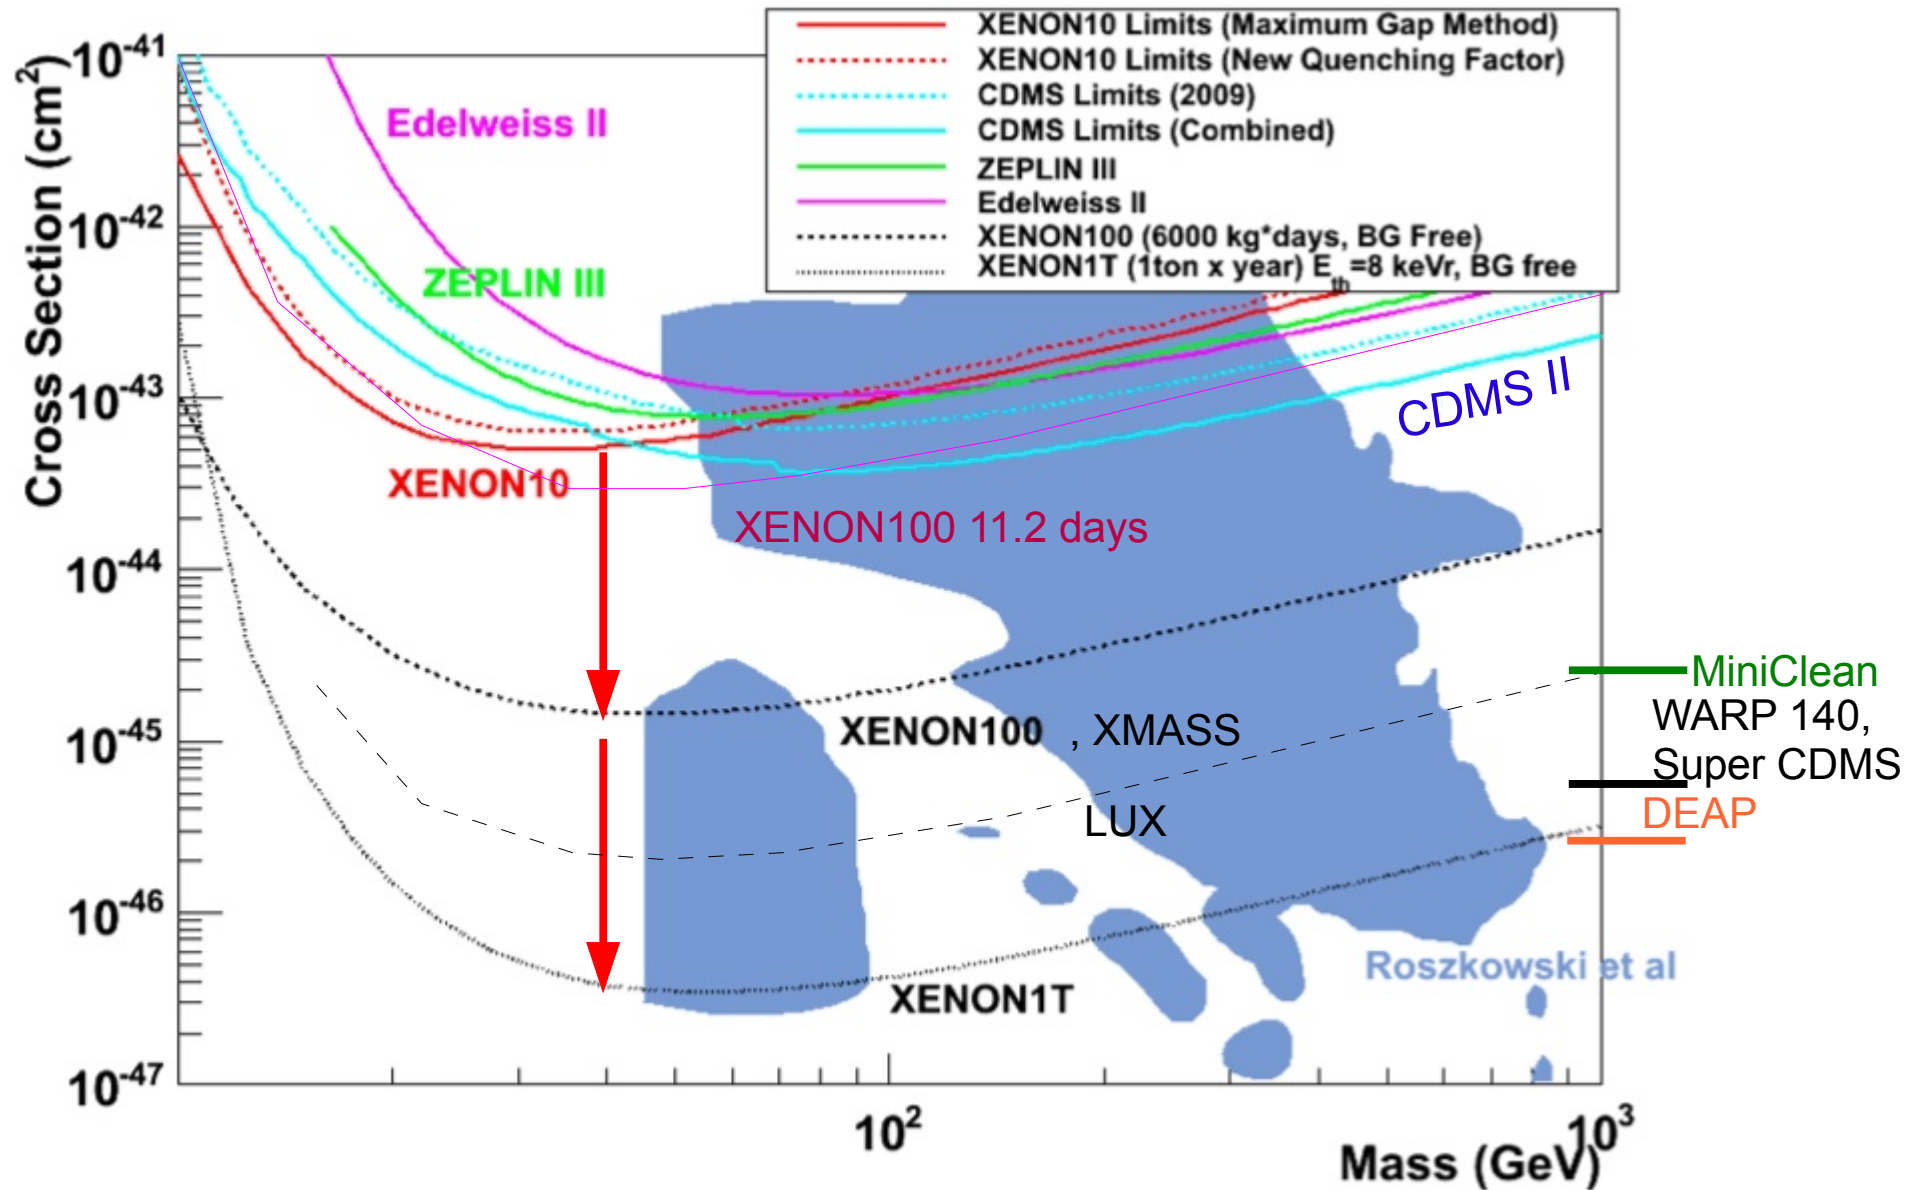 XENON10 Limits (Maximum Gap Method)
XENON10 Limits (New Quenching Factor)
CDMS Limits (2009)
CDMS Limits (Combined)
ZEPLIN III
Edelweiss II
XENON100 (6000 kg*days, BG Free)
XENON1T (1ton x year) E_th=8 keVr, BG free
Cross Section (cm²)
10⁻⁴¹
10⁻⁴²
10⁻⁴³
10⁻⁴⁴
10⁻⁴⁵
10⁻⁴⁶
10⁻⁴⁷
Edelweiss II
ZEPLIN III
CDMS II
XENON10
XENON100 11.2 days
MiniClean
XENON100 , XMASS
WARP 140,
Super CDMS
LUX
DEAP
Roszkowski et al
XENON1T
10²
10³
Mass (GeV)